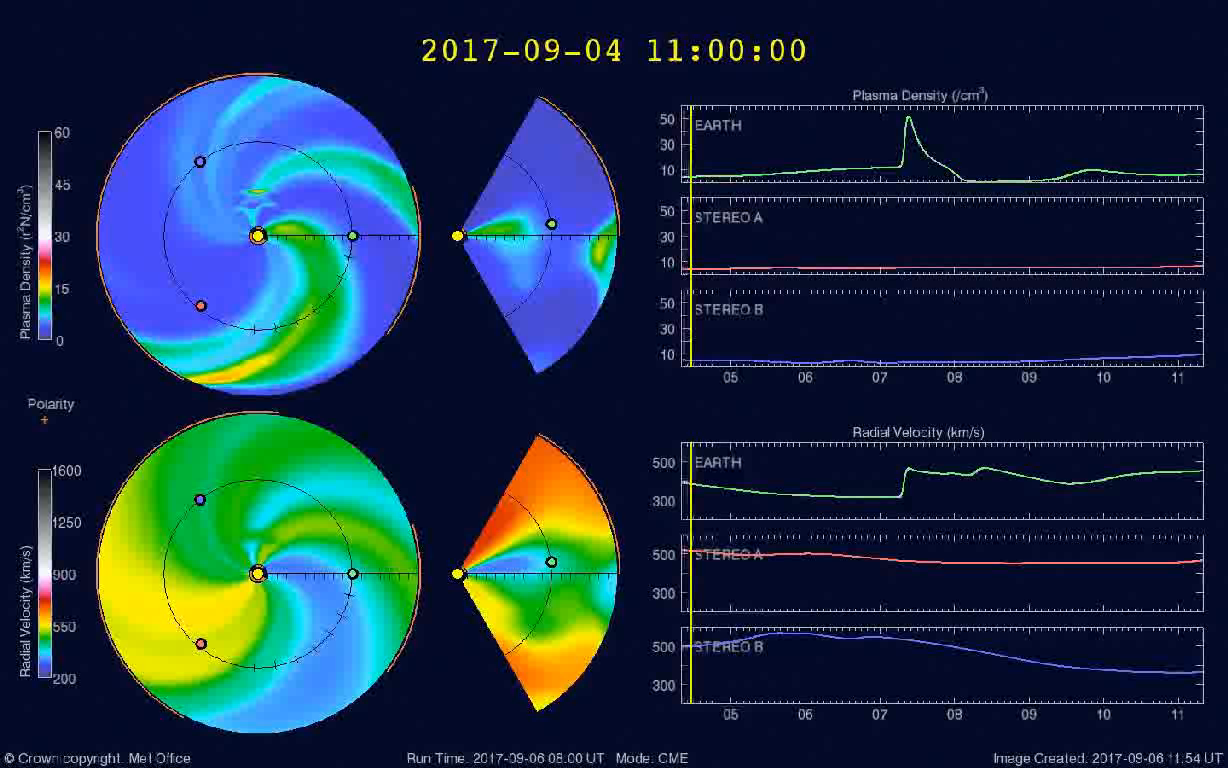 2017-09-04 11:00:00
Plasma Density (r²N/cm³)
60
45
30
15
0
Plasma Density (/cm³)
EARTH
50
30
10
STEREO A
50
30
10
STEREO B
50
30
10
05 06 07 08 09 10 11
Polarity
+
Radial Velocity (km/s)
1600
1250
900
550
200
Radial Velocity (km/s)
EARTH
500
300
STEREO A
500
300
STEREO B
500
300
05 06 07 08 09 10 11
© Crown copyright. Met Office
Run Time: 2017-09-06 08:00 UT Mode: CME
Image Created: 2017-09-06 11:54 UT